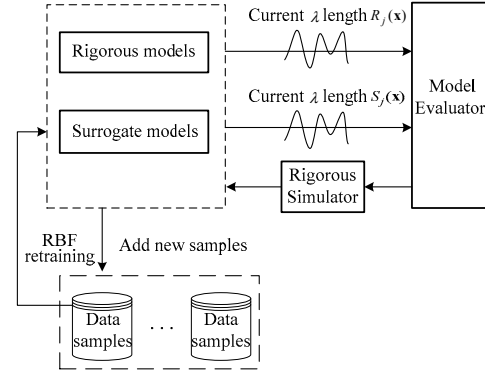 Current λ length R_j(x)
Rigorous models
Model
Evaluator
Current λ length S_j(x)
Surrogate models
Rigorous
Simulator
RBF
retraining
Add new samples
Data
samples
...
Data
samples